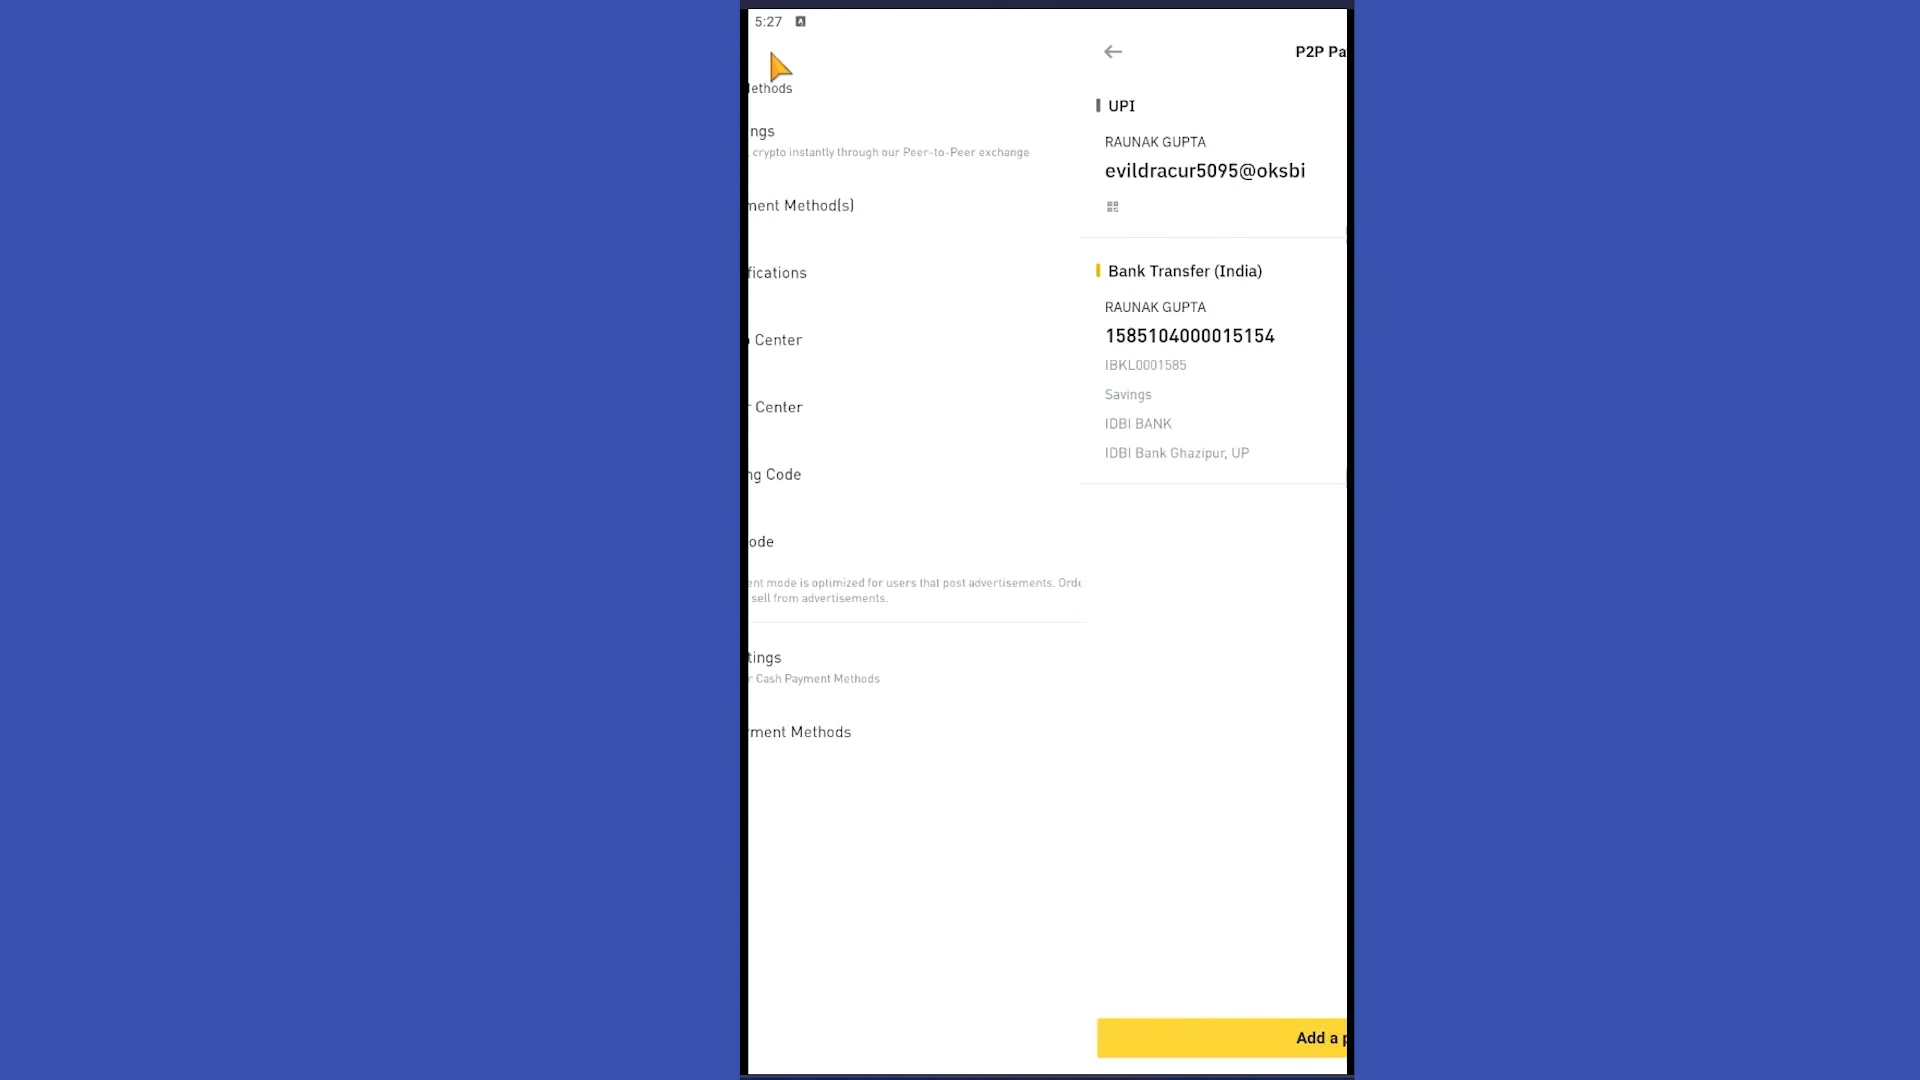 5:27
ethods
ngs
crypto instantly through our Peer-to-Peer exchange
ment Method(s)
fications
Center
Center
ng Code
ode
ent mode is optimized for users that post advertisements. Orde
sell from advertisements.
tings
Cash Payment Methods
ment Methods
P2P Pa
UPI
RAUNAK GUPTA
evildracur5095@oksbi
Bank Transfer (India)
RAUNAK GUPTA
1585104000015154
IBKL0001585
Savings
IDBI BANK
IDBI Bank Ghazipur, UP
Add a p